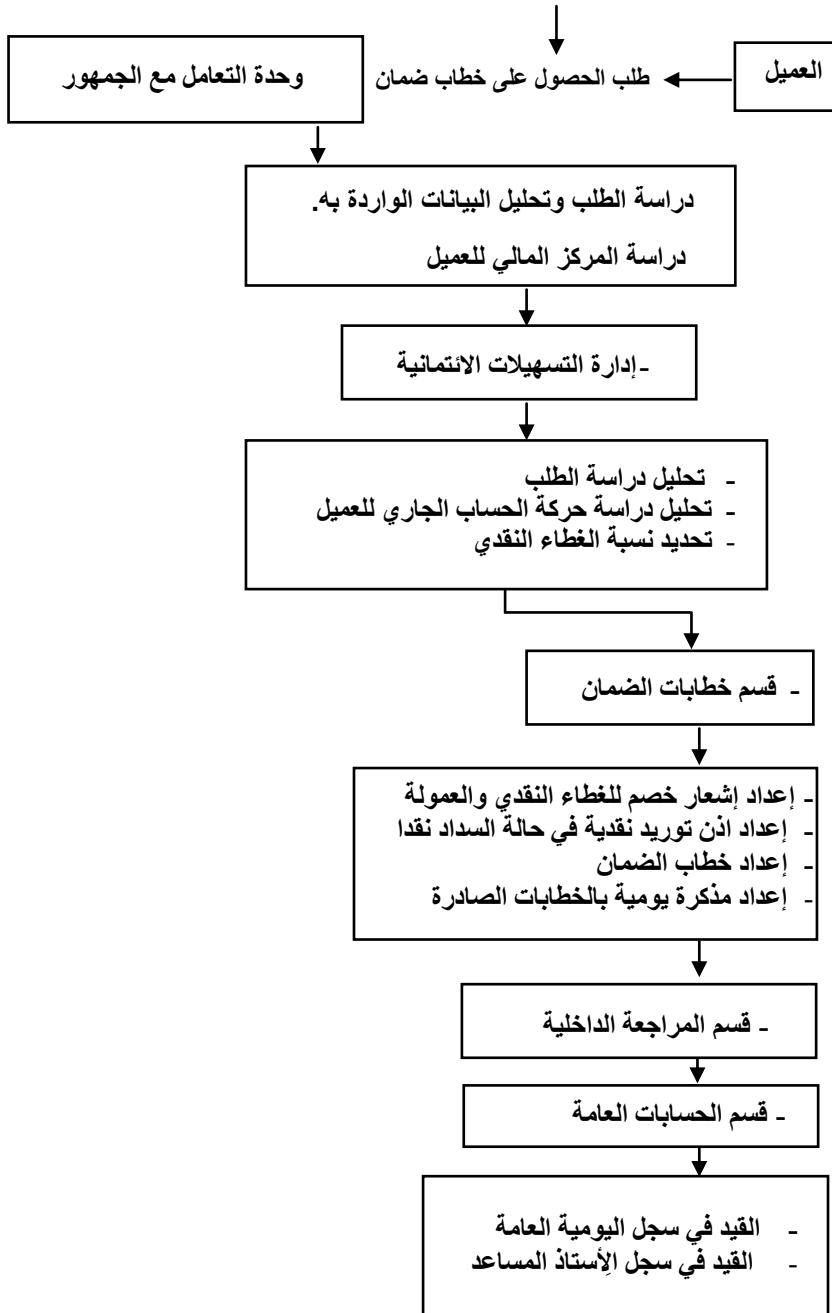 العميل
طلب الحصول على خطاب ضمان
وحدة التعامل مع الجمهور
دراسة الطلب وتحليل البيانات الواردة به.
دراسة المركز المالي للعميل
-إدارة التسهيلات الائتمانية
- تحليل دراسة الطلب
- تحليل دراسة حركة الحساب الجاري للعميل
- تحديد نسبة الغطاء النقدي
- قسم خطابات الضمان
- إعداد إشعار خصم للغطاء النقدي والعمولة
- إعداد اذن توريد نقدية في حالة السداد نقدا
- إعداد خطاب الضمان
- إعداد مذكرة يومية بالخطابات الصادرة
- قسم المراجعة الداخلية
- قسم الحسابات العامة
- القيد في سجل اليومية العامة
- القيد في سجل الِأستاذ المساعد